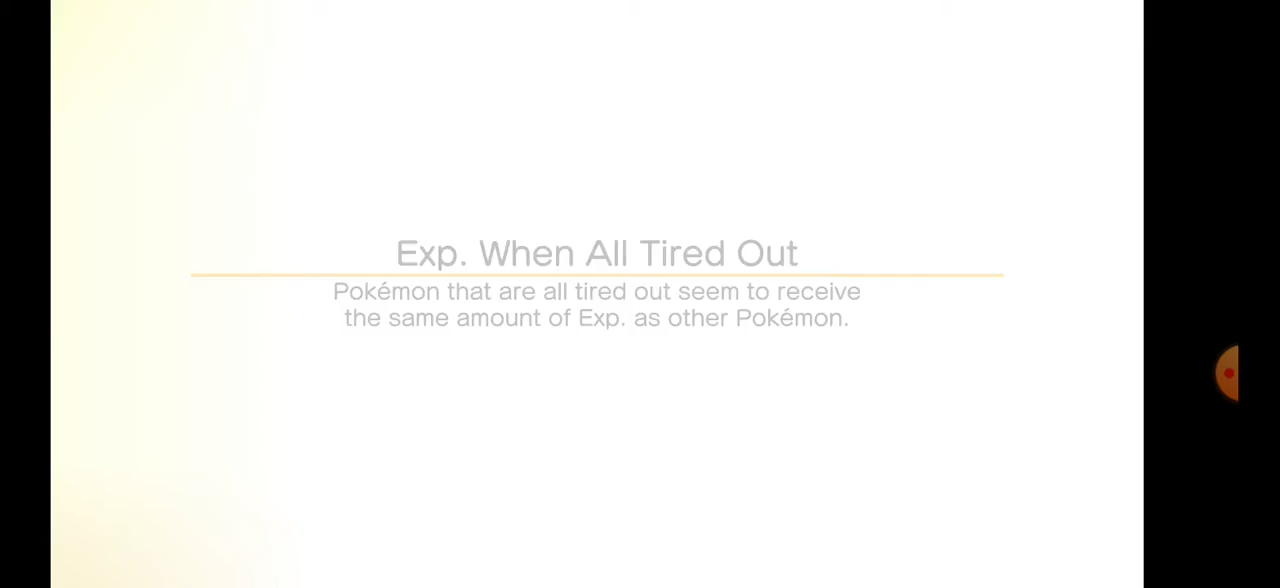 Exp. When All Tired Out
Pokémon that are all tired out seem to receive
the same amount of Exp. as other Pokémon.